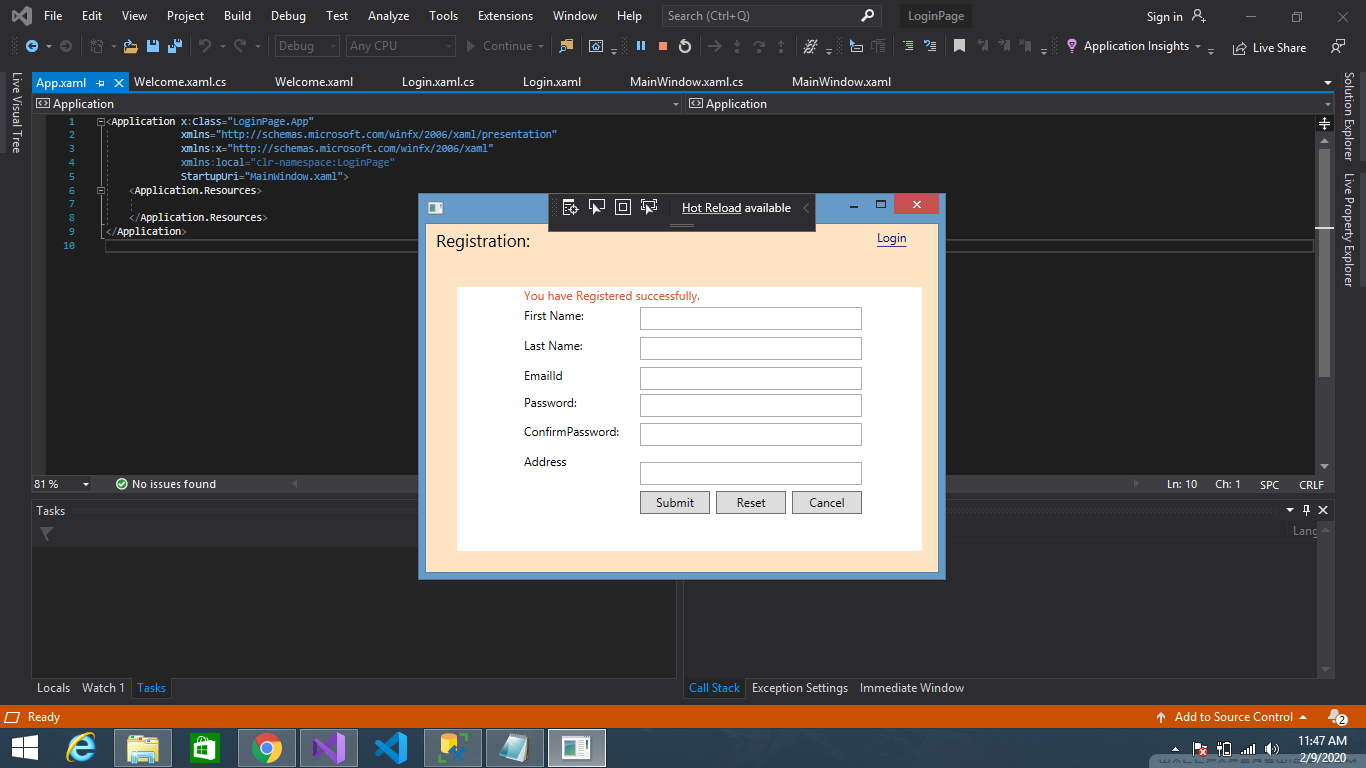 File Edit View Project Build Debug Test Analyze Tools Extensions Window Help Search (Ctrl+Q) LoginPage Sign in
Debug Any CPU Continue Application Insights Live Share
Live Visual Tree
App.xaml Welcome.xaml.cs Welcome.xaml Login.xaml.cs Login.xaml MainWindow.xaml.cs MainWindow.xaml
Application Application
1 <Application x:Class="LoginPage.App"
2 xmlns="http://schemas.microsoft.com/winfx/2006/xaml/presentation"
3 xmlns:x="http://schemas.microsoft.com/winfx/2006/xaml"
4 xmlns:local="clr-namespace:LoginPage"
5 StartupUri="MainWindow.xaml">
6 <Application.Resources>
7
8 </Application.Resources>
9 </Application>
10
Solution Explorer
Live Property Explorer
Hot Reload available
Registration: Login
You have Registered successfully.
First Name:
Last Name:
EmailId
Password:
ConfirmPassword:
Address
Submit Reset Cancel
81 % No issues found Ln: 10 Ch: 1 SPC CRLF
Tasks
Lang
Locals Watch 1 Tasks Call Stack Exception Settings Immediate Window
Ready Add to Source Control 2
11:47 AM
2/9/2020